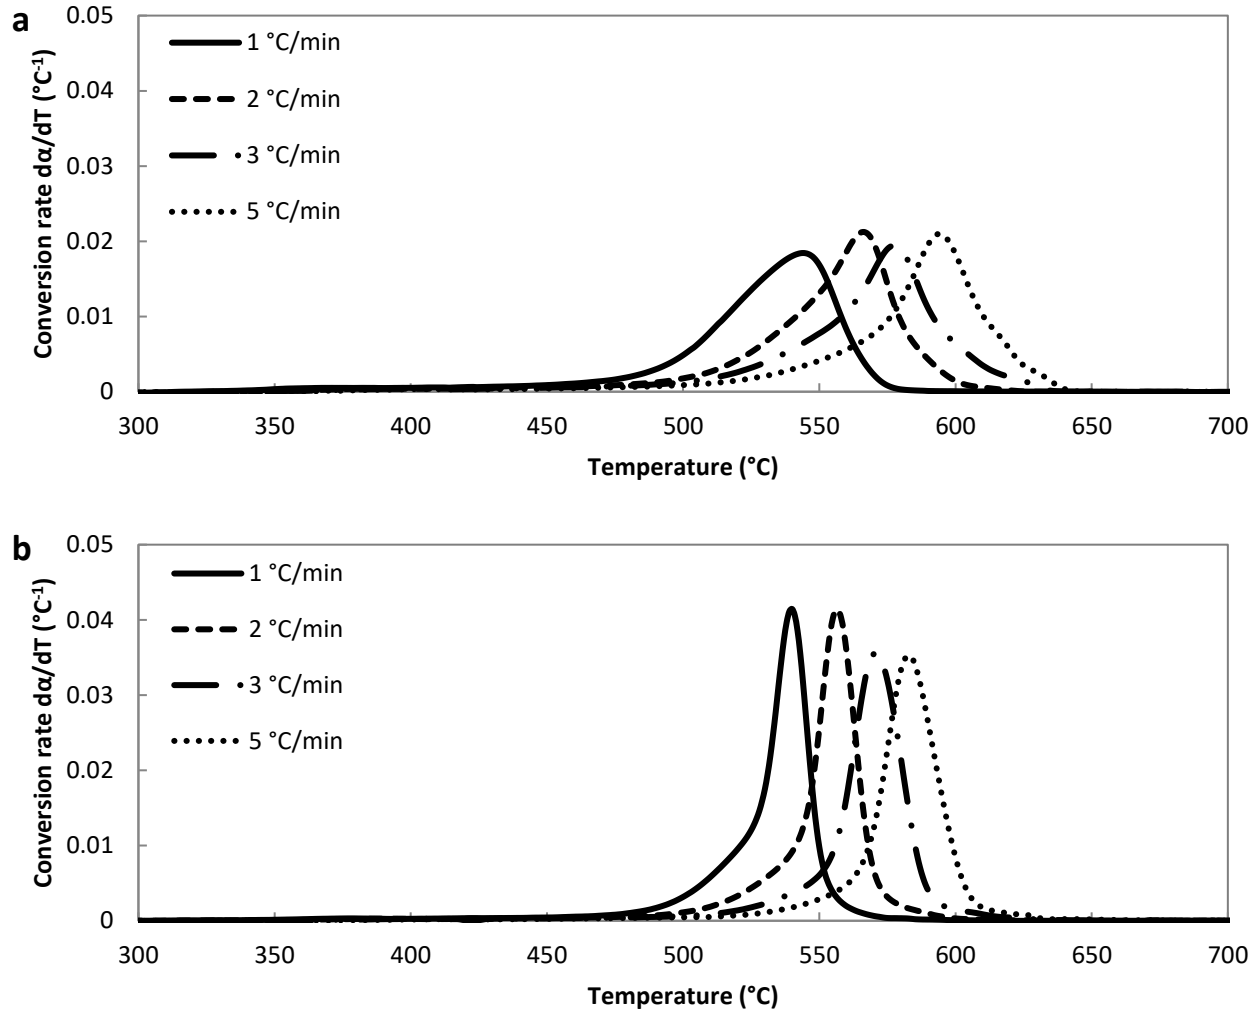 a
Conversion rate dα/dT (°C-1)
0.05
0.04
0.03
0.02
0.01
0
1 °C/min
2 °C/min
3 °C/min
5 °C/min
300 350 400 450 500 550 600 650 700
Temperature (°C)
b
Conversion rate dα/dT (°C-1)
0.05
0.04
0.03
0.02
0.01
0
1 °C/min
2 °C/min
3 °C/min
5 °C/min
300 350 400 450 500 550 600 650 700
Temperature (°C)